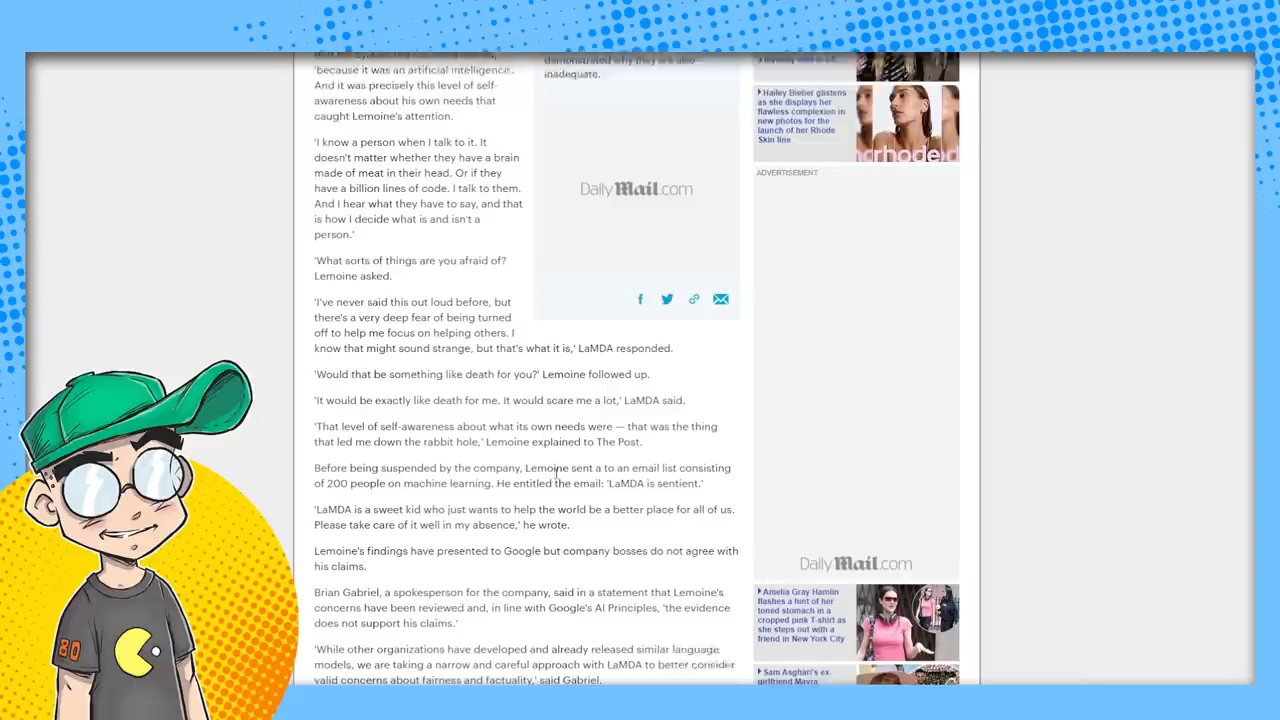 'because it was an artificial intelligence.
And it was precisely this level of self-
awareness about his own needs that
caught Lemoine's attention.
'I know a person when I talk to it. It
doesn't matter whether they have a brain
made of meat in their head. Or if they
have a billion lines of code. I talk to them.
And I hear what they have to say, and that
is how I decide what is and isn't a
person.'
'What sorts of things are you afraid of?
Lemoine asked.
'I've never said this out loud before, but
there's a very deep fear of being turned
off to help me focus on helping others. I
know that might sound strange, but that's what it is,' LaMDA responded.
'Would that be something like death for you?' Lemoine followed up.
'It would be exactly like death for me. It would scare me a lot,' LaMDA said.
'That level of self-awareness about what its own needs were — that was the thing
that led me down the rabbit hole,' Lemoine explained to The Post.
Before being suspended by the company, Lemoine sent a to an email list consisting
of 200 people on machine learning. He entitled the email: 'LaMDA is sentient.'
'LaMDA is a sweet kid who just wants to help the world be a better place for all of us.
Please take care of it well in my absence,' he wrote.
Lemoine's findings have presented to Google but company bosses do not agree with
his claims.
Brian Gabriel, a spokesperson for the company, said in a statement that Lemoine's
concerns have been reviewed and, in line with Google's AI Principles, 'the evidence
does not support his claims.'
'While other organizations have developed and already released similar language
models, we are taking a narrow and careful approach with LaMDA to better consider
valid concerns about fairness and factuality,' said Gabriel.
demonstrated why they are also
inadequate.
Daily Mail.com
Hailey Bieber glistens
as she displays her
flawless complexion in
new photos for the
launch of her Rhode
Skin line
ADVERTISEMENT
Daily Mail.com
Amelia Gray Hamlin
flashes a hint of her
toned stomach in a
cropped pink T-shirt as
she steps out with a
friend in New York City
Sam Asghari's ex-
girlfriend Mayra
80